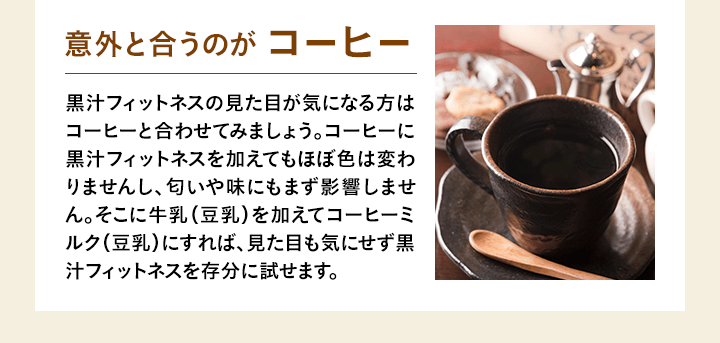 意外と合うのが コーヒー
黒汁フィットネスの見た目が気になる方は
コーヒーと合わせてみましょう。コーヒーに
黒汁フィットネスを加えてもほぼ色は変わ
りませんし、匂いや味にもまず影響しませ
ん。そこに牛乳（豆乳）を加えてコーヒーミ
ルク（豆乳）にすれば、見た目も気にせず黒
汁フィットネスを存分に試せます。